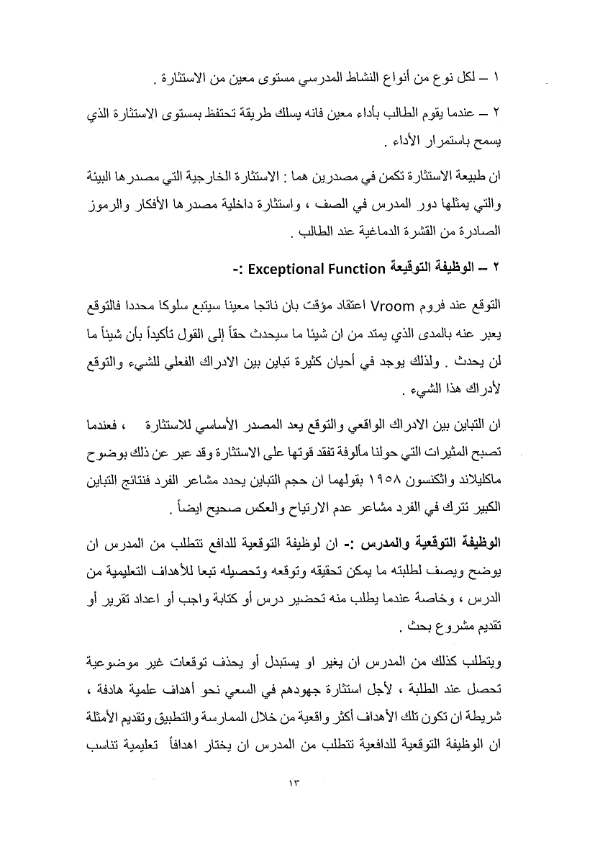 ١ – لكل نوع من أنواع النشاط المدرسي مستوى معين من الاستثارة .
٢ – عندما يقوم الطالب بأداء معين فانه يسلك طريقة تحتفظ بمستوى الاستثارة الذي
يسمح باستمرار الأداء .
ان طبيعة الاستثارة تكمن في مصدرين هما : الاستثارة الخارجية التي مصدرها البيئة
والتي يمثلها دور المدرس في الصف ، واستثارة داخلية مصدرها الأفكار والرموز
الصادرة من القشرة الدماغية عند الطالب .
٢ – الوظيفة التوقيعة Exceptional Function :-
التوقع عند فروم Vroom اعتقاد مؤقت بان ناتجا معينا سيتبع سلوكا محددا فالتوقع
يعبر عنه بالمدى الذي يمتد من ان شيئا ما سيحدث حقاً إلى القول تأكيداً بأن شيئاً ما
لن يحدث . ولذلك يوجد في أحيان كثيرة تباين بين الادراك الفعلي للشيء والتوقع
لأدراك هذا الشيء .
ان التباين بين الادراك الواقعي والتوقع يعد المصدر الأساسي للاستثارة ، فعندما
تصبح المثيرات التي حولنا مألوفة تفقد قوتها على الاستثارة وقد عبر عن ذلك بوضوح
ماكليلاند واتكنسون ١٩٥٨ بقولهما ان حجم التباين يحدد مشاعر الفرد فنتائج التباين
الكبير تترك في الفرد مشاعر عدم الارتياح والعكس صحيح ايضاً .
الوظيفة التوقعية والمدرس :- ان لوظيفة التوقعية للدافع تتطلب من المدرس ان
يوضح ويصف لطلبته ما يمكن تحقيقه وتوقعه وتحصيله تبعا للأهداف التعليمية من
الدرس ، وخاصة عندما يطلب منه تحضير درس أو كتابة واجب أو اعداد تقرير أو
تقديم مشروع بحث .
ويتطلب كذلك من المدرس ان يغير او يستبدل أو يحذف توقعات غير موضوعية
تحصل عند الطلبة ، لأجل استثارة جهودهم في السعي نحو أهداف علمية هادفة ،
شريطة ان تكون تلك الأهداف أكثر واقعية من خلال الممارسة والتطبيق وتقديم الأمثلة
ان الوظيفة التوقعية للدافعية تتطلب من المدرس ان يختار اهدافاً تعليمية تناسب
١٣